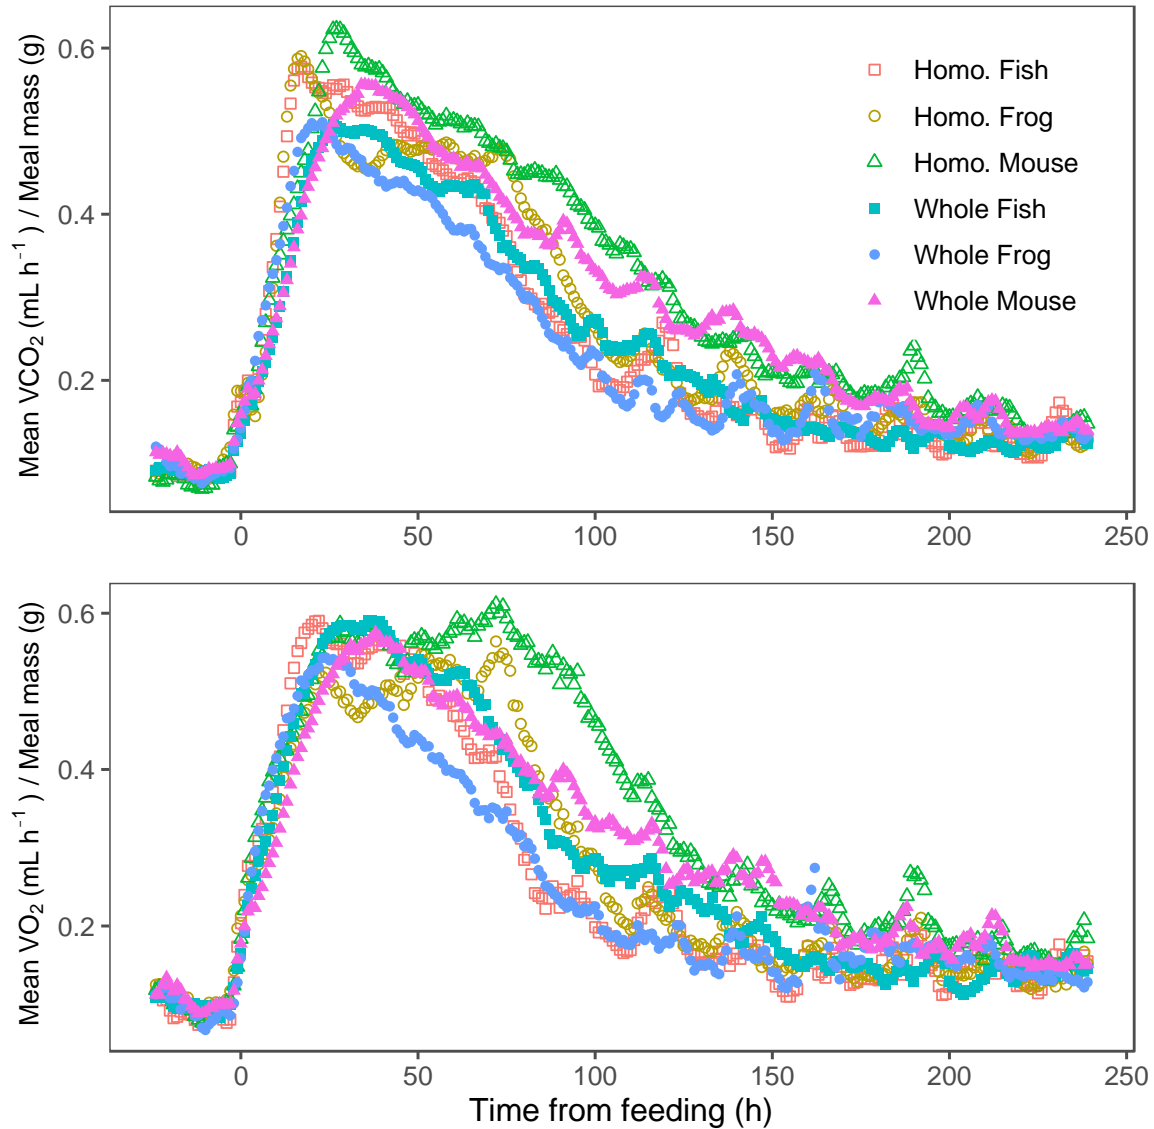 Mean VCO₂ (mL h⁻¹ ) / Meal mass (g)
0.6
0.4
0.2
Homo. Fish
Homo. Frog
Homo. Mouse
Whole Fish
Whole Frog
Whole Mouse
0 50 100 150 200 250
Mean VO₂ (mL h⁻¹ ) / Meal mass (g)
0.6
0.4
0.2
0 50 100 150 200 250
Time from feeding (h)